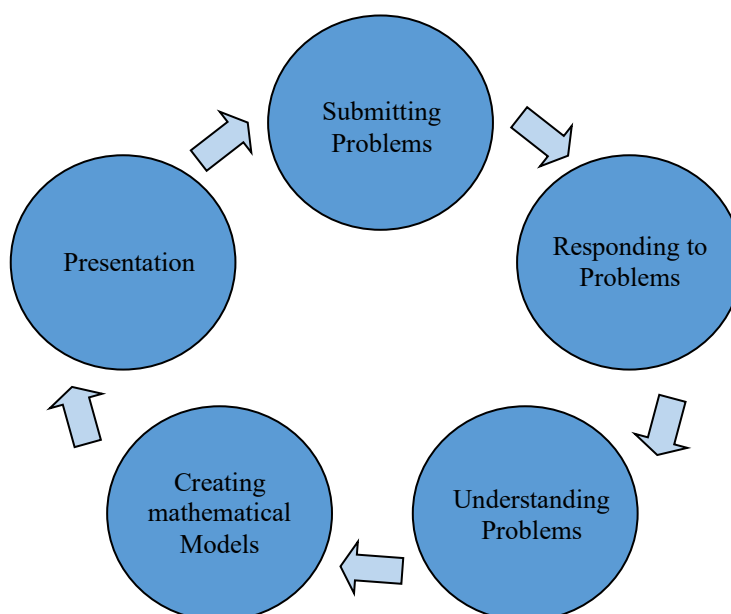 Submitting
Problems
Responding to
Problems
Understanding
Problems
Creating
mathematical
Models
Presentation